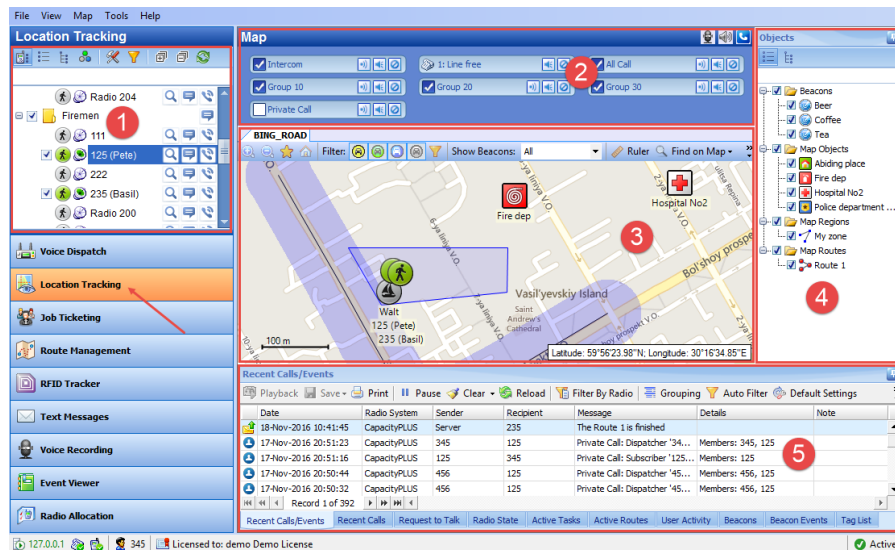 File View Map Tools Help
Location Tracking
Radio 204
Firemen
111
125 (Pete)
222
235 (Basil)
Radio 200
1
Voice Dispatch
Location Tracking
Job Ticketing
Route Management
RFID Tracker
Text Messages
Voice Recording
Event Viewer
Radio Allocation
Map
Intercom 1: Line free All Call
Group 10 Group 20 Group 30
Private Call
2
BING_ROAD
Filter: Show Beacons: All Ruler Find on Map
6-ya liniya V.O.
2-ya liniya V.O.
ulitsa Repina
Fire dep
Hospital No2
3
Bol'shoy prospekt
Vasil'yevskiy Island
Saint
Andrew's
Cathedral
Walt
125 (Pete)
235 (Basil)
100 m
Latitude: 59°56'23.98"N; Longitude: 30°16'34.85"E
Objects
Beacons
Beer
Coffee
Tea
Map Objects
Abiding place
Fire dep
Hospital No2
Police department ...
Map Regions
My zone
Map Routes
Route 1
4
Recent Calls/Events
Playback Save Print Pause Clear Reload Filter By Radio Grouping Auto Filter Default Settings
Date Radio System Sender Recipient Message Details Note
18-Nov-2016 10:41:45 CapacityPLUS Server 235 The Route 1 is finished
17-Nov-2016 20:51:23 CapacityPLUS 345 125 Private Call: Dispatcher '34... Members: 345, 125
17-Nov-2016 20:51:16 CapacityPLUS 125 345 Private Call: Subscriber '125... Members: 125
17-Nov-2016 20:50:44 CapacityPLUS 456 125 Private Call: Dispatcher '45... Members: 456, 125
17-Nov-2016 20:50:32 CapacityPLUS 456 125 Private Call: Dispatcher '45... Members: 456, 125
5
Record 1 of 392
Recent Calls/Events Recent Calls Request to Talk Radio State Active Tasks Active Routes User Activity Beacons Beacon Events Tag List
127.0.0.1 345 Licensed to: demo Demo License Active